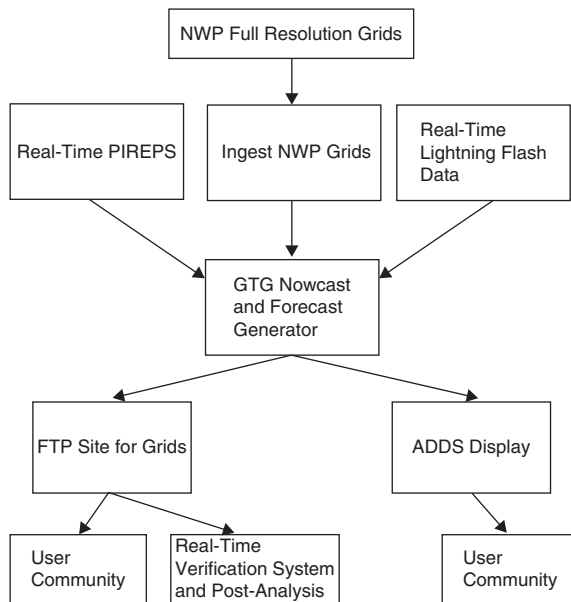 NWP Full Resolution Grids
Real-Time PIREPS
Ingest NWP Grids
Real-Time
Lightning Flash
Data
GTG Nowcast
and Forecast
Generator
FTP Site for Grids
ADDS Display
User
Community
Real-Time
Verification System
and Post-Analysis
User
Community